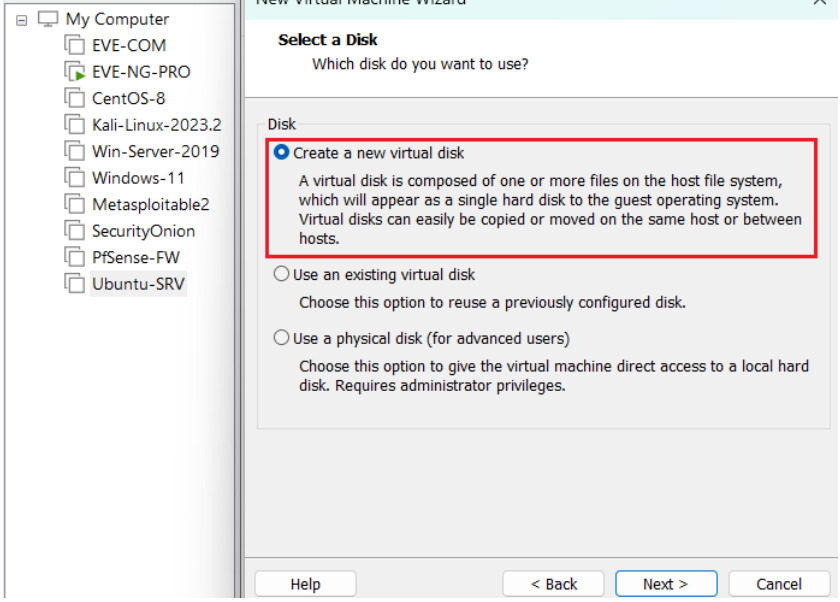 My Computer
EVE-COM
EVE-NG-PRO
CentOS-8
Kali-Linux-2023.2
Win-Server-2019
Windows-11
Metasploitable2
SecurityOnion
PfSense-FW
Ubuntu-SRV
New Virtual Machine Wizard
Select a Disk
Which disk do you want to use?
Disk
Create a new virtual disk
A virtual disk is composed of one or more files on the host file system,
which will appear as a single hard disk to the guest operating system.
Virtual disks can easily be copied or moved on the same host or between
hosts.
Use an existing virtual disk
Choose this option to reuse a previously configured disk.
Use a physical disk (for advanced users)
Choose this option to give the virtual machine direct access to a local hard
disk. Requires administrator privileges.
Help
< Back
Next >
Cancel